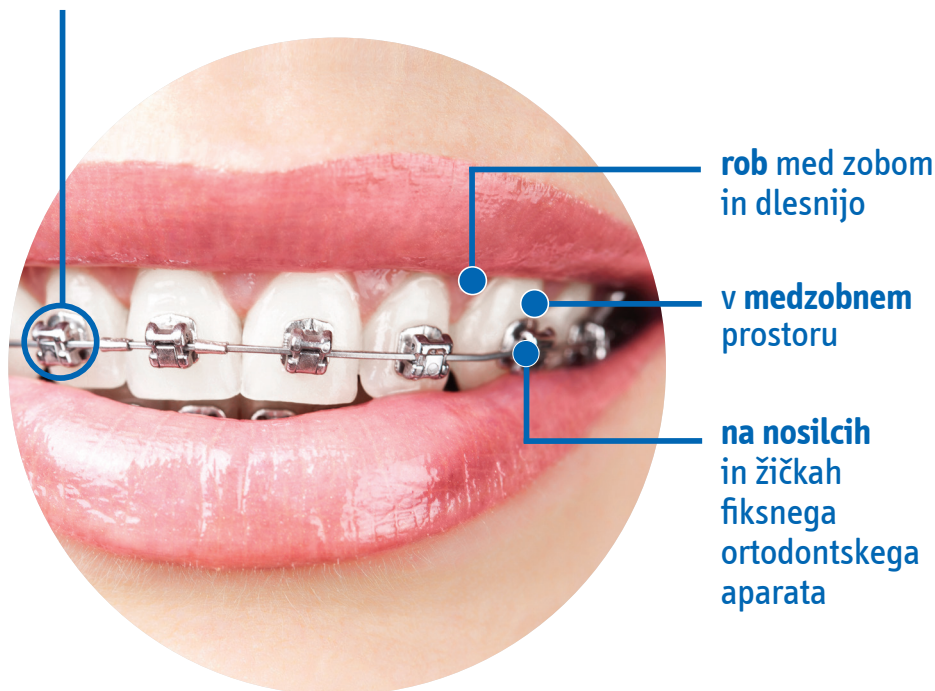 rob med zobom
in dlesnijo
v medzobnem
prostoru
na nosilcih
in žičkah
fiksnega
ortodontskega
aparata